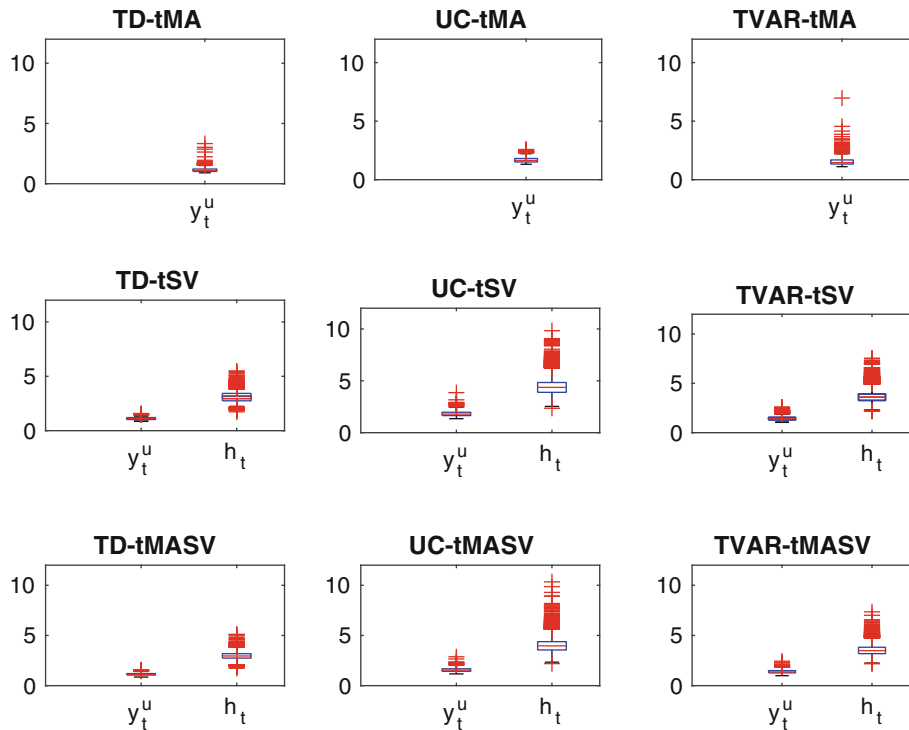 TD-tMA
UC-tMA
TVAR-tMA
10
5
0
y_t^u
10
5
0
y_t^u
10
5
0
y_t^u
TD-tSV
UC-tSV
TVAR-tSV
10
5
0
y_t^u h_t
10
5
0
y_t^u h_t
10
5
0
y_t^u h_t
TD-tMASV
UC-tMASV
TVAR-tMASV
10
5
0
y_t^u h_t
10
5
0
y_t^u h_t
10
5
0
y_t^u h_t